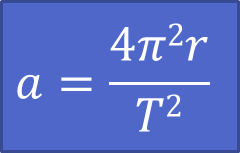 a = 4π²r / T²